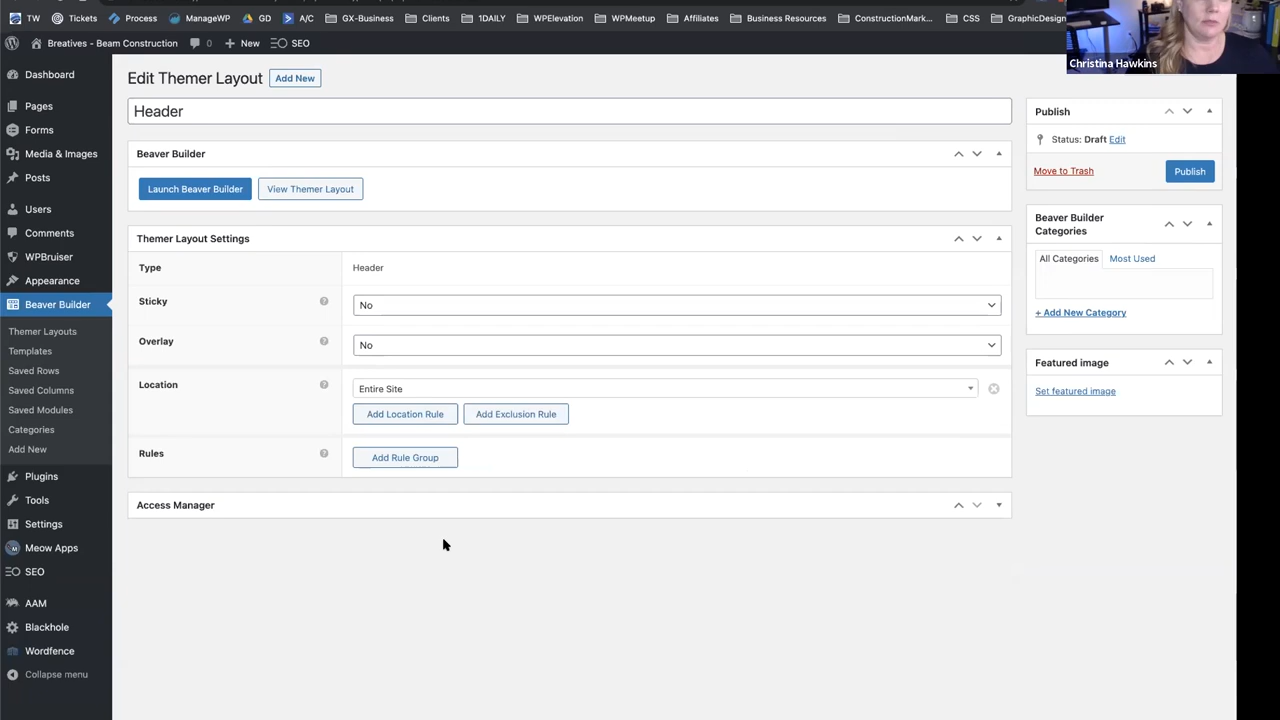 TW Tickets Process ManageWP GD A/C GX-Business Clients 1DAILY WPElevation WPMeetup Affiliates Business Resources ConstructionMark... CSS GraphicDesign
Breatives - Beam Construction 0 New SEO
Christina Hawkins
Dashboard
Pages
Forms
Media & Images
Posts
Users
Comments
WPBruiser
Appearance
Beaver Builder
Themer Layouts
Templates
Saved Rows
Saved Columns
Saved Modules
Categories
Add New
Plugins
Tools
Settings
Meow Apps
SEO
AAM
Blackhole
Wordfence
Collapse menu
Edit Themer Layout Add New
Header
Beaver Builder
Launch Beaver Builder View Themer Layout
Themer Layout Settings
Type Header
Sticky ? No
Overlay ? No
Location ? Entire Site
Add Location Rule Add Exclusion Rule
Rules ? Add Rule Group
Access Manager
Publish
Status: Draft Edit
Move to Trash Publish
Beaver Builder
Categories
All Categories Most Used
+ Add New Category
Featured image
Set featured image